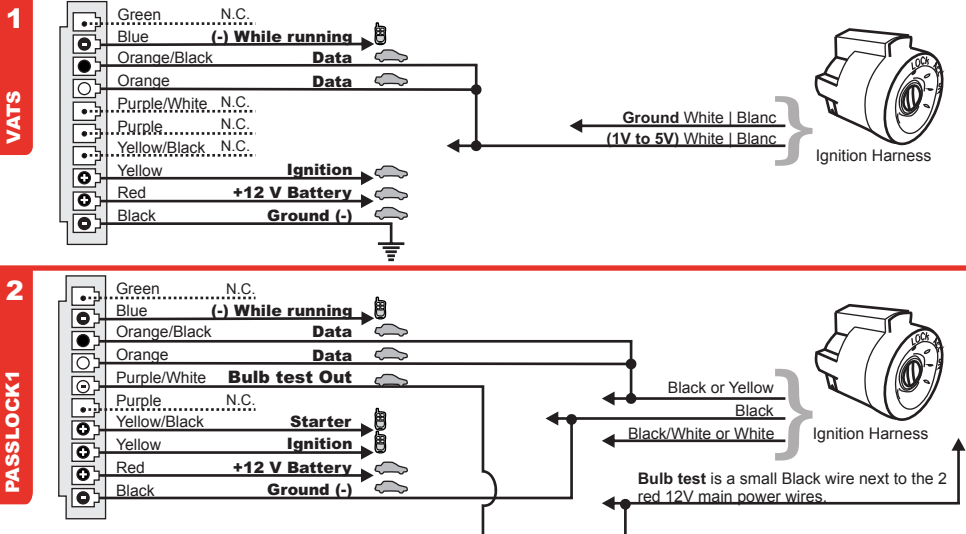 1
VATS
Green N.C.
Blue (-) While running
Orange/Black Data
Orange Data
Purple/White N.C.
Purple N.C.
Yellow/Black N.C.
Yellow Ignition
Red +12 V Battery
Black Ground (-)
Ground White | Blanc
(1V to 5V) White | Blanc
LOCK
Ignition Harness
2
PASSLOCK1
Green N.C.
Blue (-) While running
Orange/Black Data
Orange Data
Purple/White Bulb test Out
Purple N.C.
Yellow/Black Starter
Yellow Ignition
Red +12 V Battery
Black Ground (-)
Black or Yellow
Black
Black/White or White
LOCK
Ignition Harness
Bulb test is a small Black wire next to the 2
red 12V main power wires.